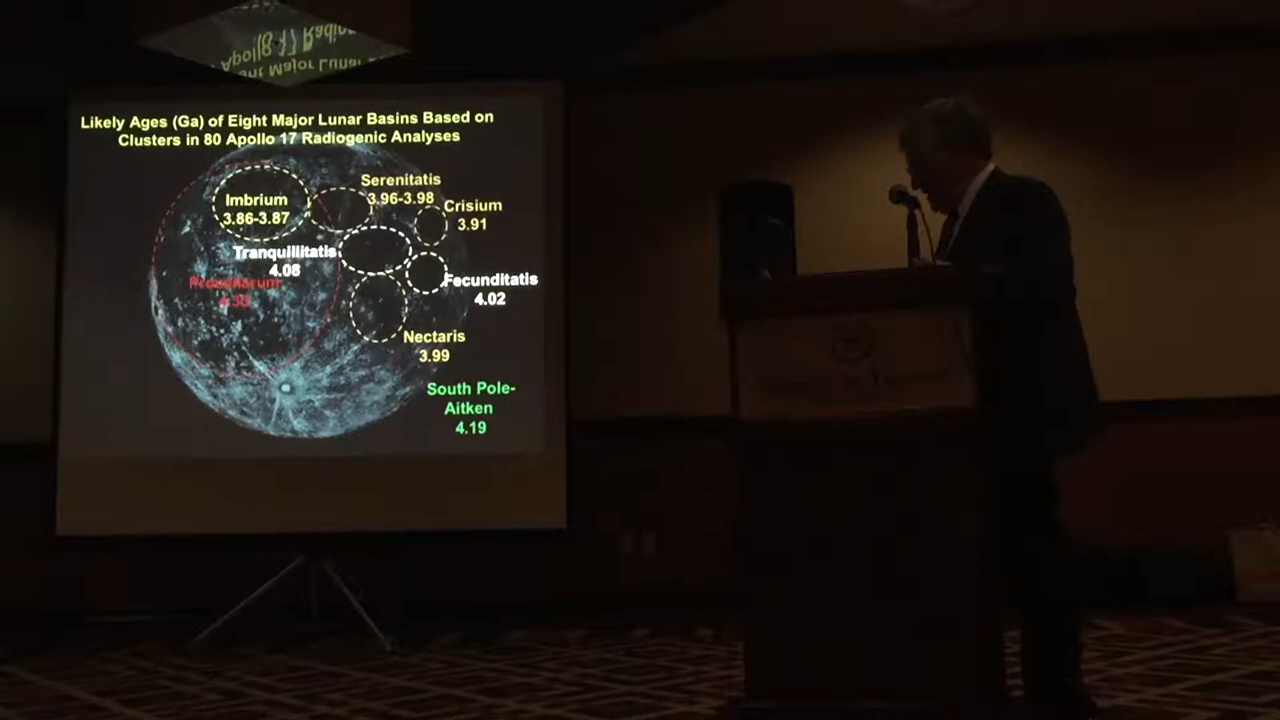 Likely Ages (Ga) of Eight Major Lunar Basins Based on
Clusters in 80 Apollo 17 Radiogenic Analyses
Serenitatis
3.96-3.98
Imbrium
3.86-3.87
Crisium
3.91
Tranquillitatis
4.08
Procellarum
Fecunditatis
4.02
Nectaris
3.99
South Pole-
Aitken
4.19